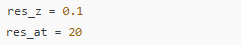 res_z = 0.1
res_at = 20